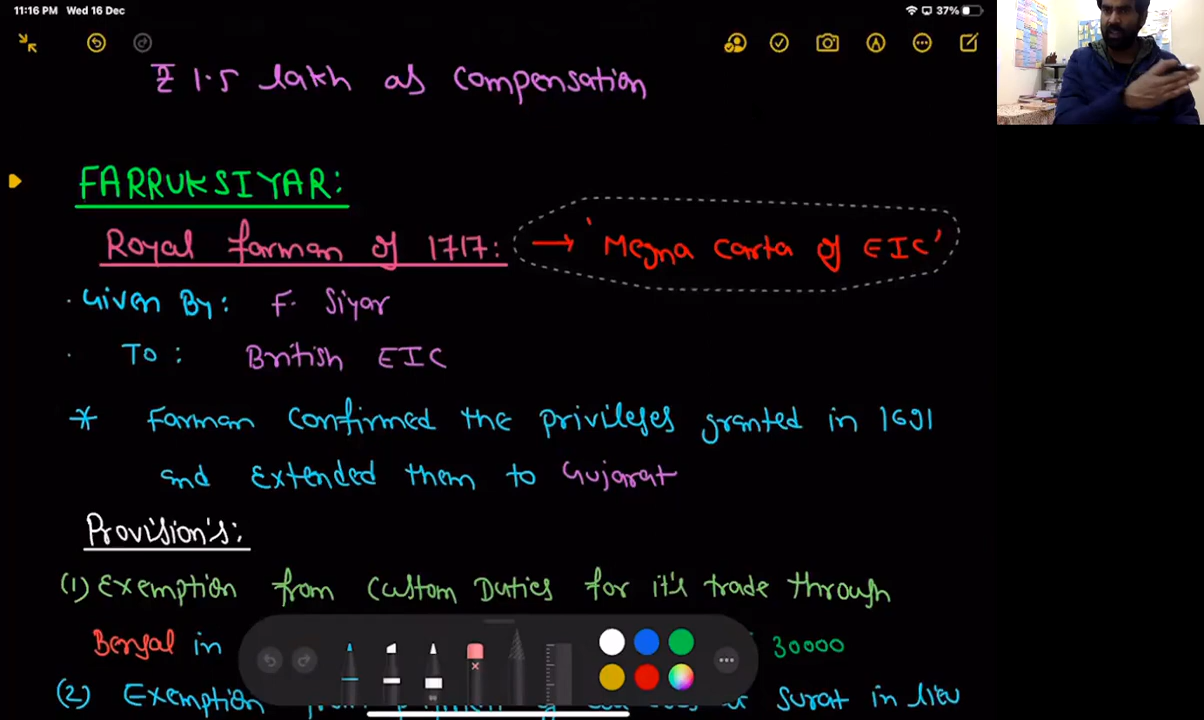 11:16 PM Wed 16 Dec
37%
₹ 1.5 lakh as compensation
FARRUKSIYAR:
Royal farman of 1717: → 'Megna carta of EIC'
· Given By: F. Siyar
· To: British EIC
* Farman confirmed the privileges granted in 1691
and Extended them to Gujarat
Provision's:
(1) Exemption from Custom Duties for it's trade through
Bengal in 30000
(2) Exemption surat in lieu